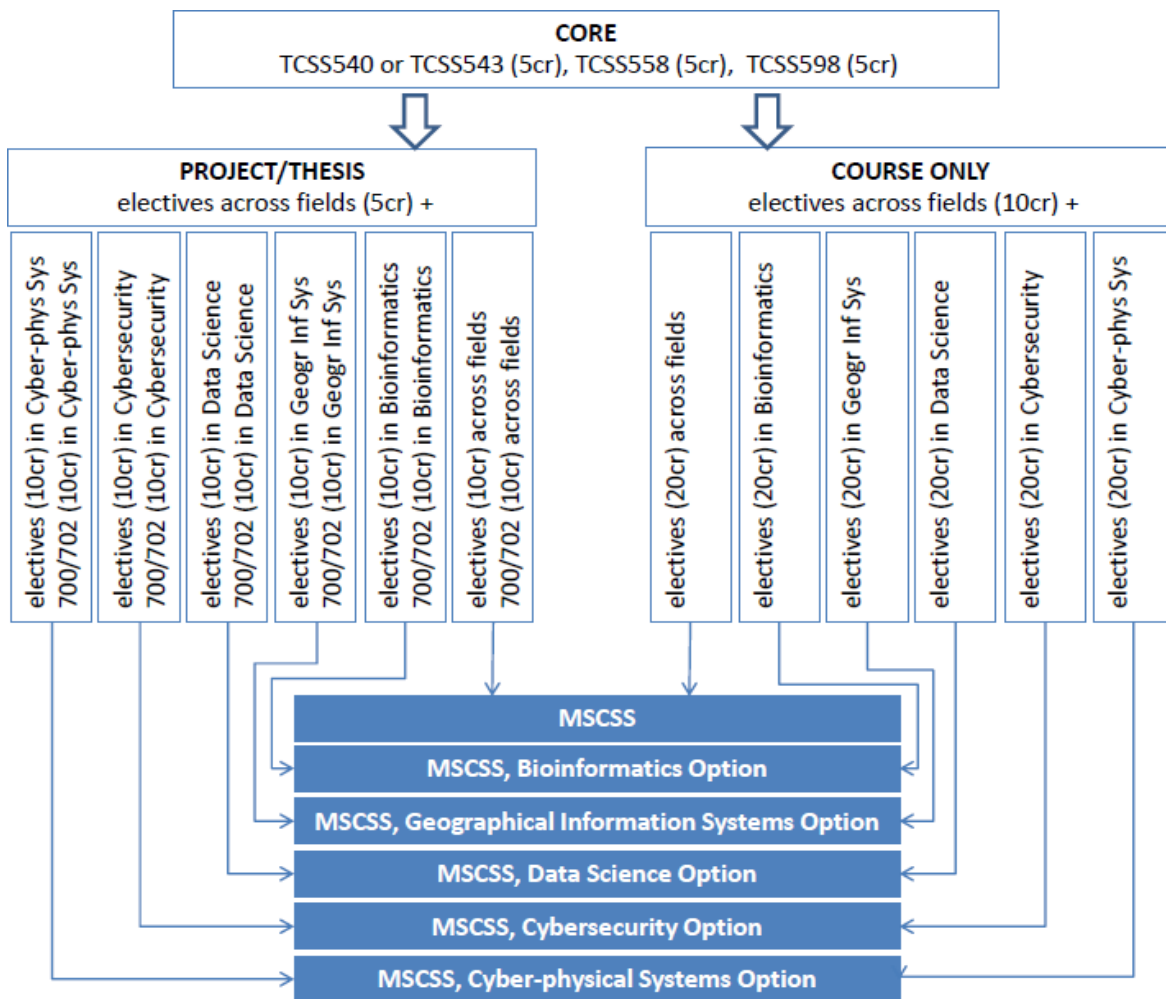 CORE
TCSS540 or TCSS543 (5cr), TCSS558 (5cr), TCSS598 (5cr)
PROJECT/THESIS
electives across fields (5cr) +
COURSE ONLY
electives across fields (10cr) +
electives (10cr) in Cyber-phys Sys
700/702 (10cr) in Cyber-phys Sys
electives (10cr) in Cybersecurity
700/702 (10cr) in Cybersecurity
electives (10cr) in Data Science
700/702 (10cr) in Data Science
electives (10cr) in Geogr Inf Sys
700/702 (10cr) in Geogr Inf Sys
electives (10cr) in Bioinformatics
700/702 (10cr) in Bioinformatics
electives (10cr) across fields
700/702 (10cr) across fields
electives (20cr) across fields
electives (20cr) in Bioinformatics
electives (20cr) in Geogr Inf Sys
electives (20cr) in Data Science
electives (20cr) in Cybersecurity
electives (20cr) in Cyber-phys Sys
MSCSS
MSCSS, Bioinformatics Option
MSCSS, Geographical Information Systems Option
MSCSS, Data Science Option
MSCSS, Cybersecurity Option
MSCSS, Cyber-physical Systems Option